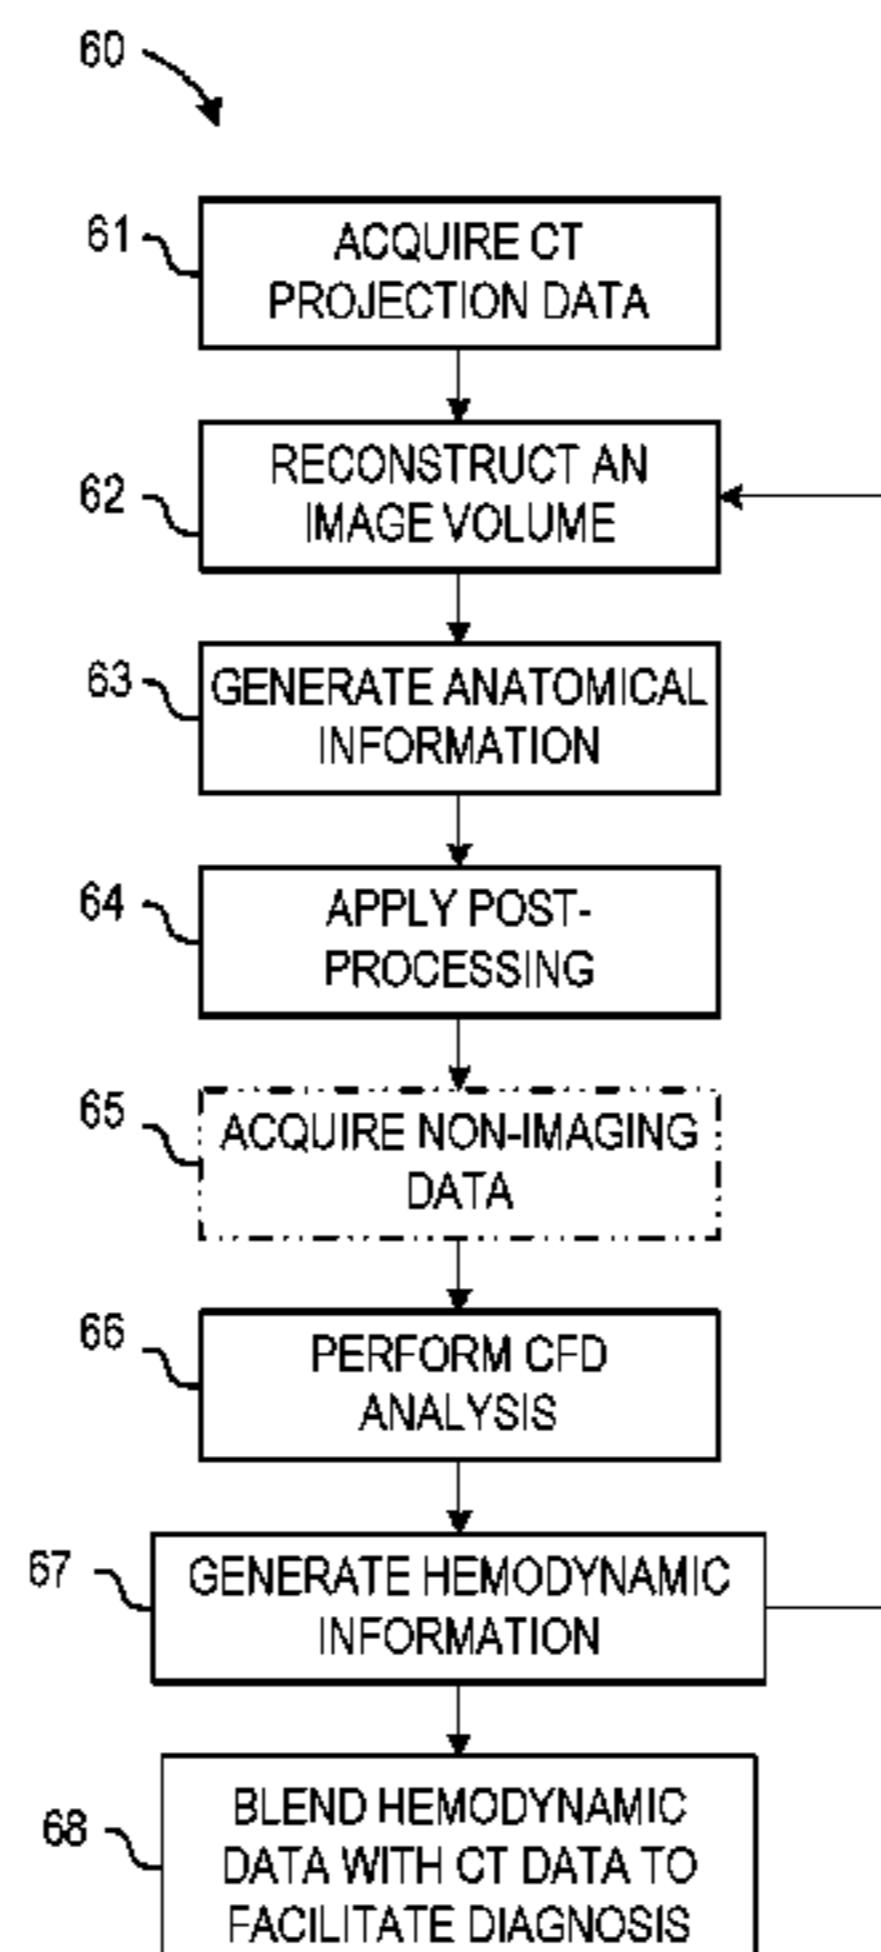 60
61
ACQUIRE CT
PROJECTION DATA
62
RECONSTRUCT AN
IMAGE VOLUME
63
GENERATE ANATOMICAL
INFORMATION
64
APPLY POST-
PROCESSING
65
ACQUIRE NON-IMAGING
DATA
66
PERFORM CFD
ANALYSIS
67
GENERATE HEMODYNAMIC
INFORMATION
68
BLEND HEMODYNAMIC
DATA WITH CT DATA TO
FACILITATE DIAGNOSIS